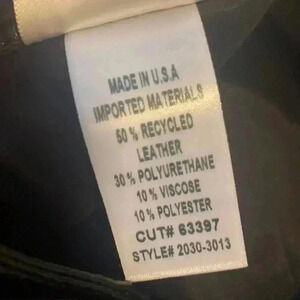 MADE IN U.S.A
IMPORTED MATERIALS
50 % RECYCLED
LEATHER
30 % POLYURETHANE
10 % VISCOSE
10 % POLYESTER
CUT# 63397
STYLE# 2030-3013